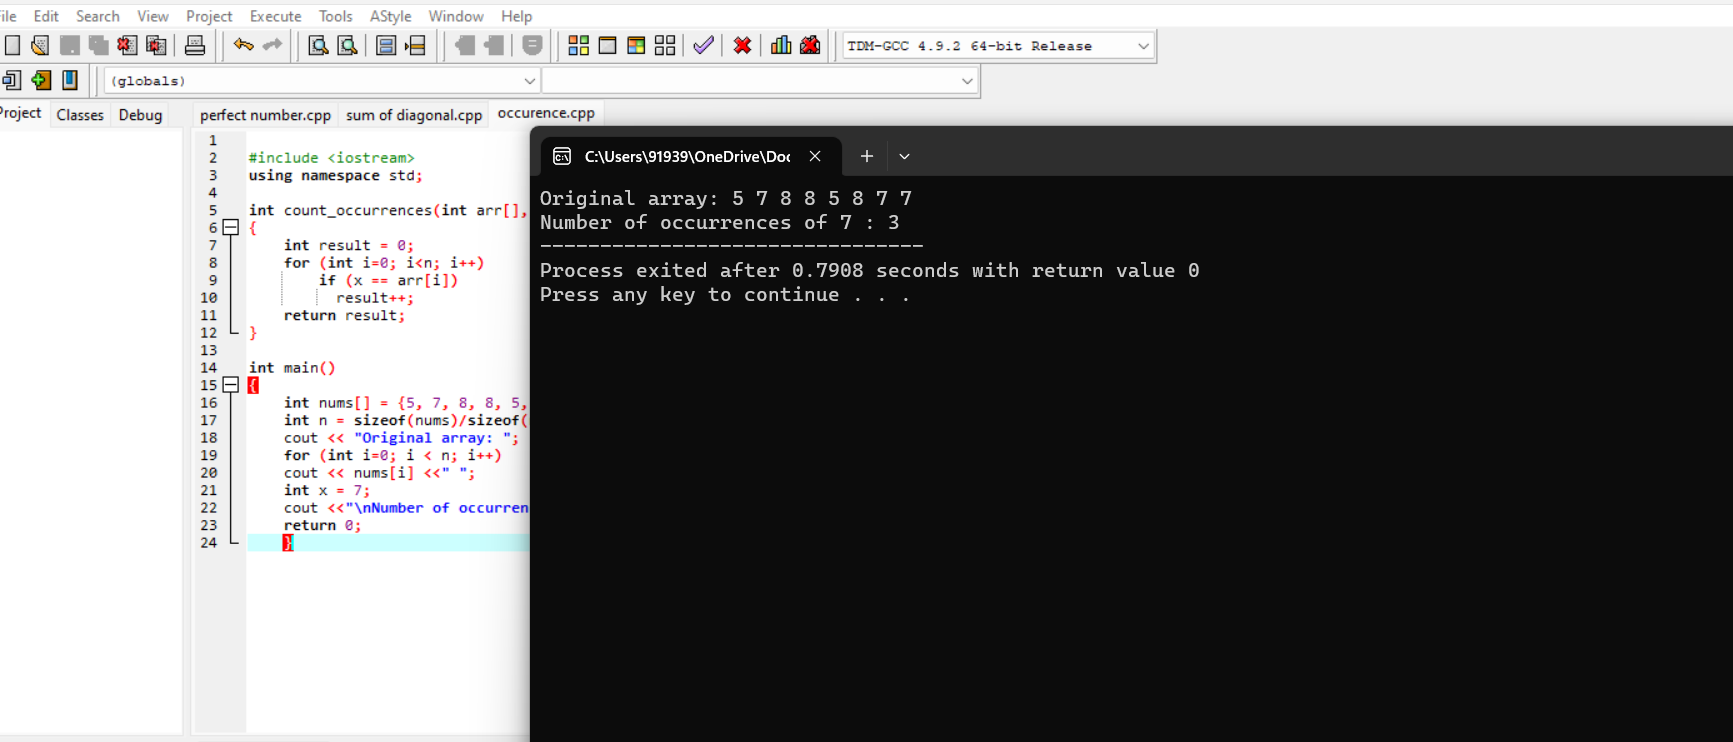 Edit Search View Project Execute Tools AStyle Window Help
TDM-GCC 4.9.2 64-bit Release
(globals)
Classes Debug
perfect number.cpp sum of diagonal.cpp occurence.cpp
1
2 #include <iostream>
3 using namespace std;
4
5 int count_occurrences(int arr[],
6 {
7 int result = 0;
8 for (int i=0; i<n; i++)
9 if (x == arr[i])
10 result++;
11 return result;
12 }
13
14 int main()
15 {
16 int nums[] = {5, 7, 8, 8, 5,
17 int n = sizeof(nums)/sizeof(
18 cout << "Original array: ";
19 for (int i=0; i < n; i++)
20 cout << nums[i] <<" ";
21 int x = 7;
22 cout <<"\nNumber of occurren
23 return 0;
24 }
C:\Users\91939\OneDrive\Doc
Original array: 5 7 8 8 5 8 7 7
Number of occurrences of 7 : 3
--------------------------------
Process exited after 0.7908 seconds with return value 0
Press any key to continue . . .